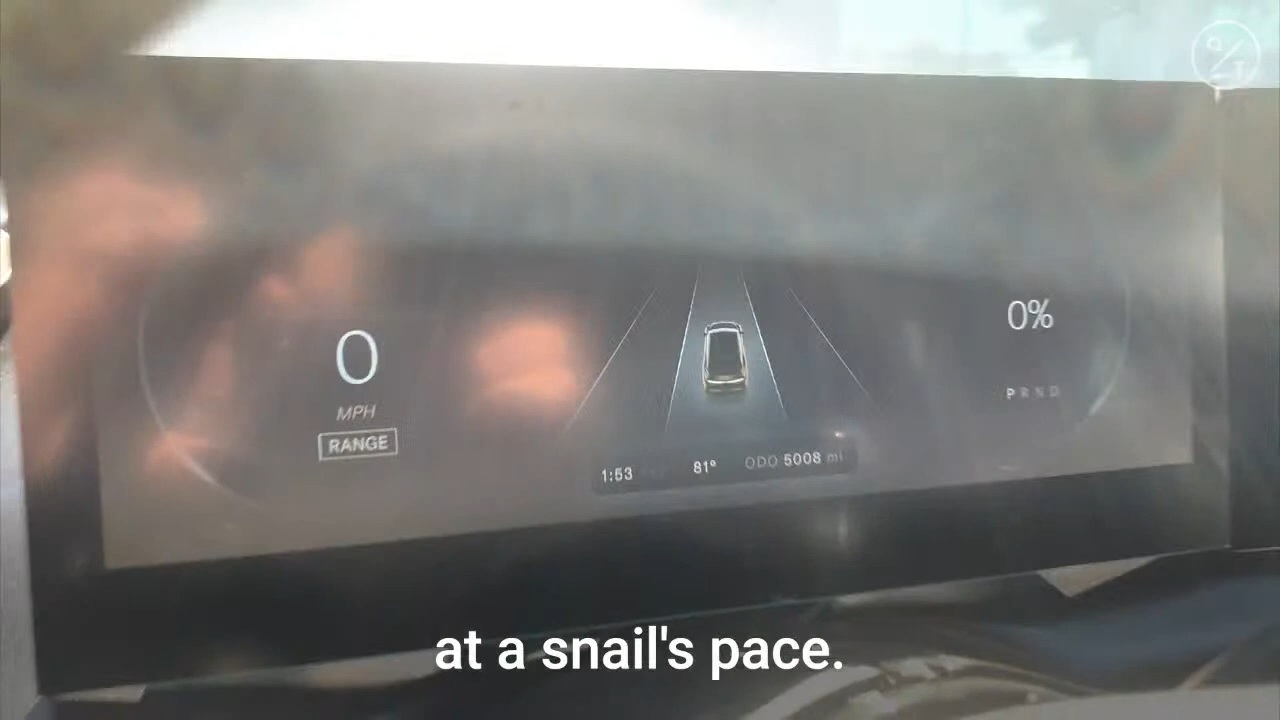 0
MPH
RANGE
0%
P R N D
1:53
81°
ODO 5008 mi
at a snail's pace.